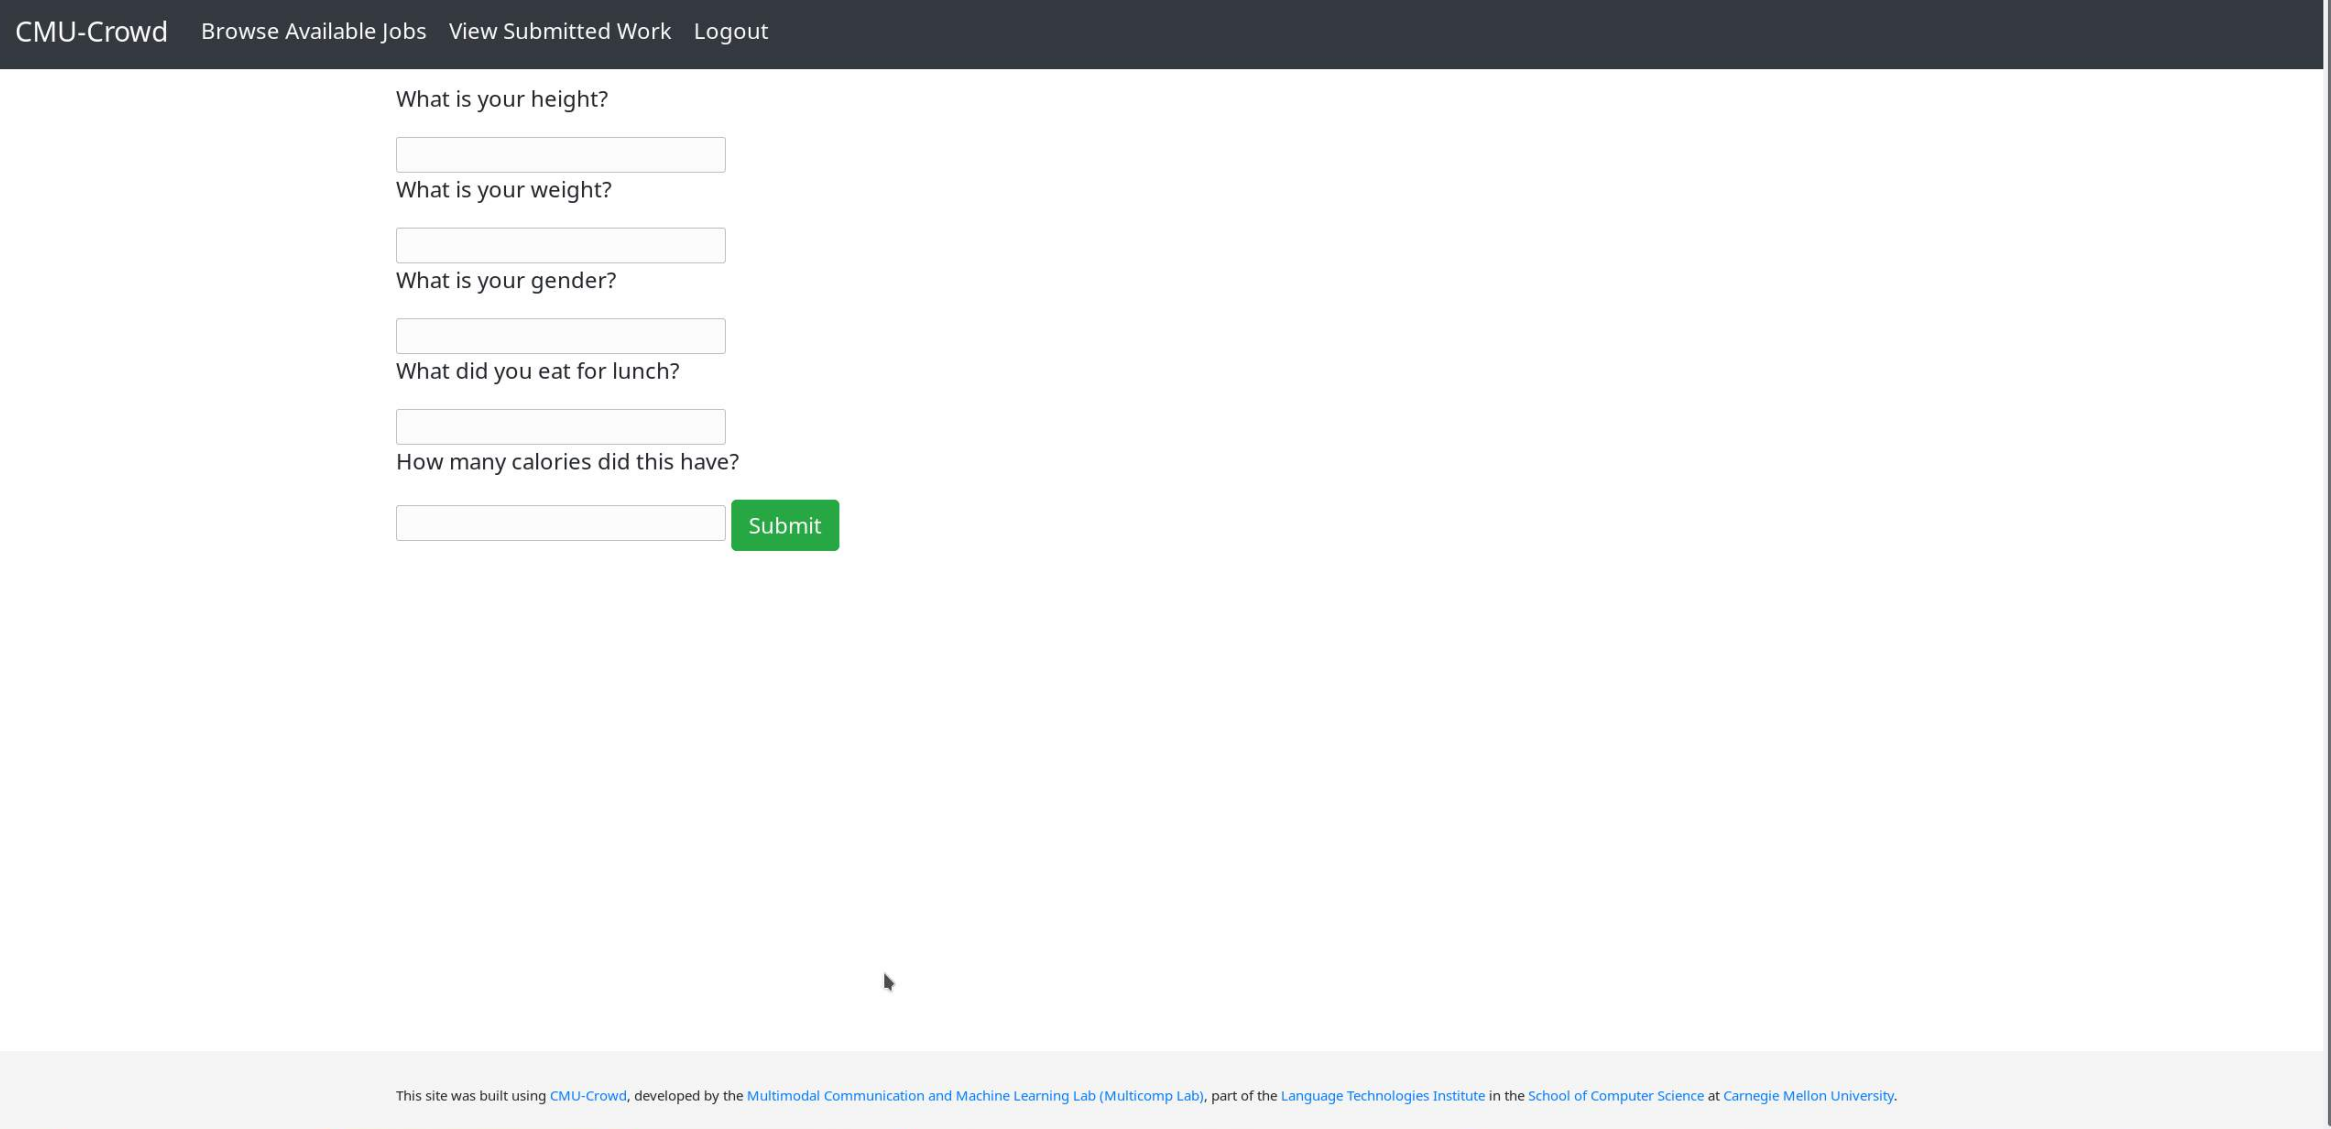 CMU-Crowd Browse Available Jobs View Submitted Work Logout
What is your height?
What is your weight?
What is your gender?
What did you eat for lunch?
How many calories did this have?
Submit
This site was built using CMU-Crowd, developed by the Multimodal Communication and Machine Learning Lab (Multicomp Lab), part of the Language Technologies Institute in the School of Computer Science at Carnegie Mellon University.